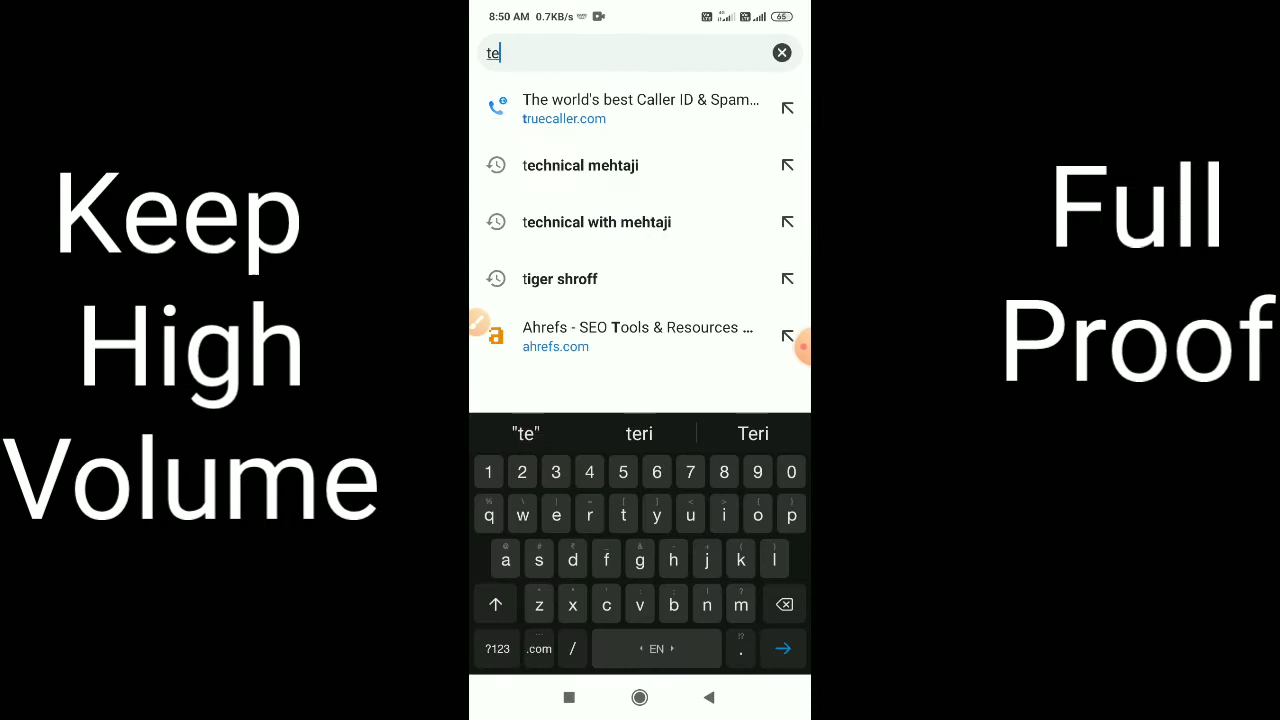 8:50 AM 0.7KB/s 4G 65
te
The world's best Caller ID & Spam...
truecaller.com
technical mehtaji
technical with mehtaji
tiger shroff
Ahrefs - SEO Tools & Resources ...
ahrefs.com
Keep
High
Volume
Full
Proof
"te" teri Teri
1 2 3 4 5 6 7 8 9 0
q w e r t y u i o p
a s d f g h j k l
z x c v b n m
?123 .com / EN .